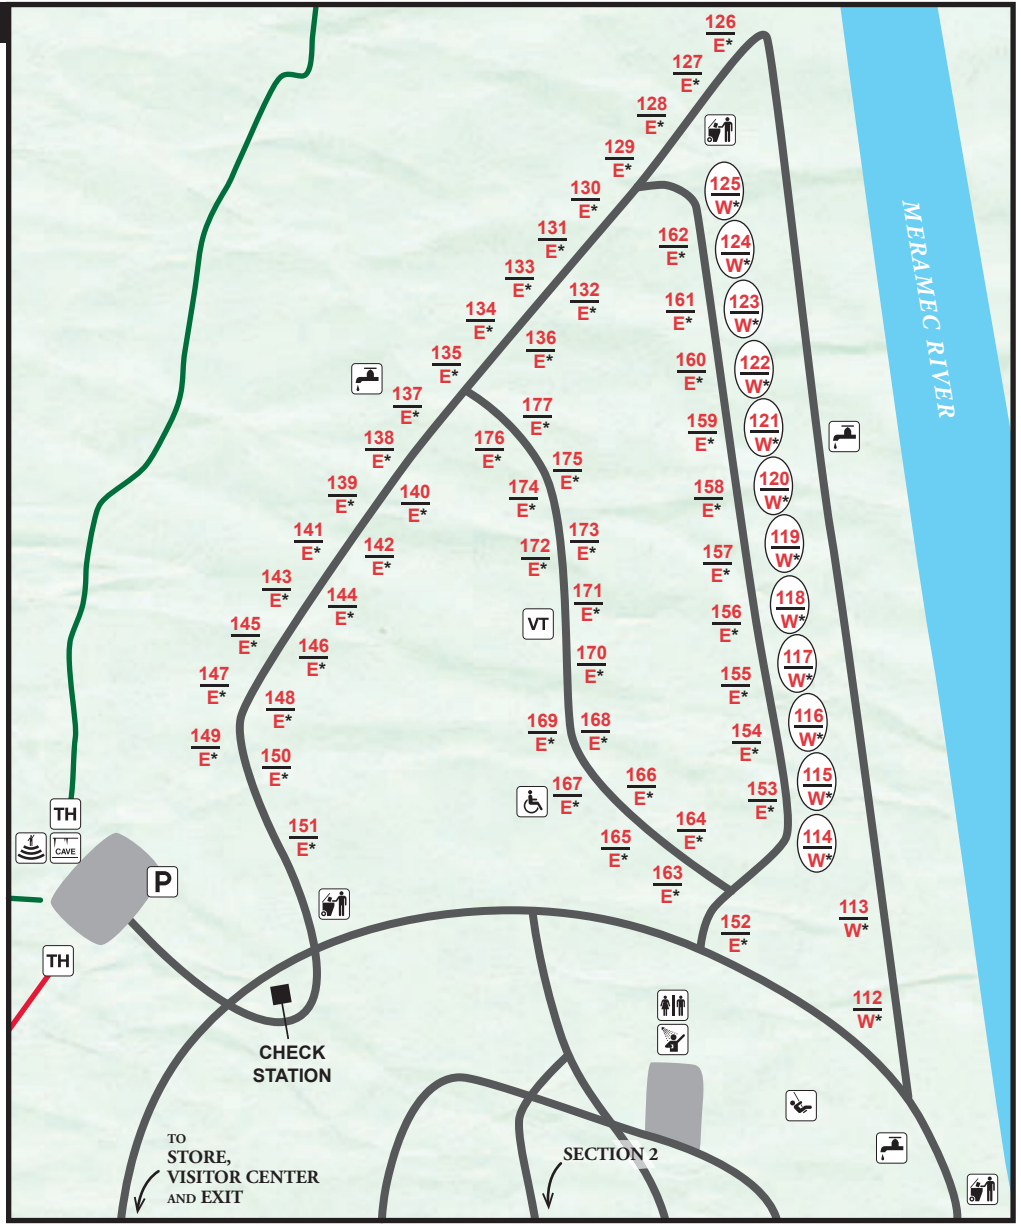 126
E*
127
E*
128
E*
129
E*
130
E*
125
W*
131
E*
162
E*
124
W*
133
E*
132
E*
161
E*
123
W*
134
E*
136
E*
135
E*
160
E*
122
W*
137
E*
177
E*
159
E*
121
W*
138
E*
176
E*
175
E*
139
E*
140
E*
174
E*
158
E*
120
W*
141
E*
142
E*
172
E*
173
E*
157
E*
119
W*
143
E*
144
E*
171
E*
156
E*
118
W*
145
E*
146
E*
VT
170
E*
155
E*
117
W*
147
E*
148
E*
149
E*
150
E*
169
E*
168
E*
154
E*
116
W*
167
E*
166
E*
153
E*
115
W*
151
E*
165
E*
164
E*
114
W*
163
E*
152
E*
113
W*
112
W*
MERAMEC RIVER
TH
CAVE
P
TH
CHECK
STATION
TO
STORE,
VISITOR CENTER
AND EXIT
SECTION 2